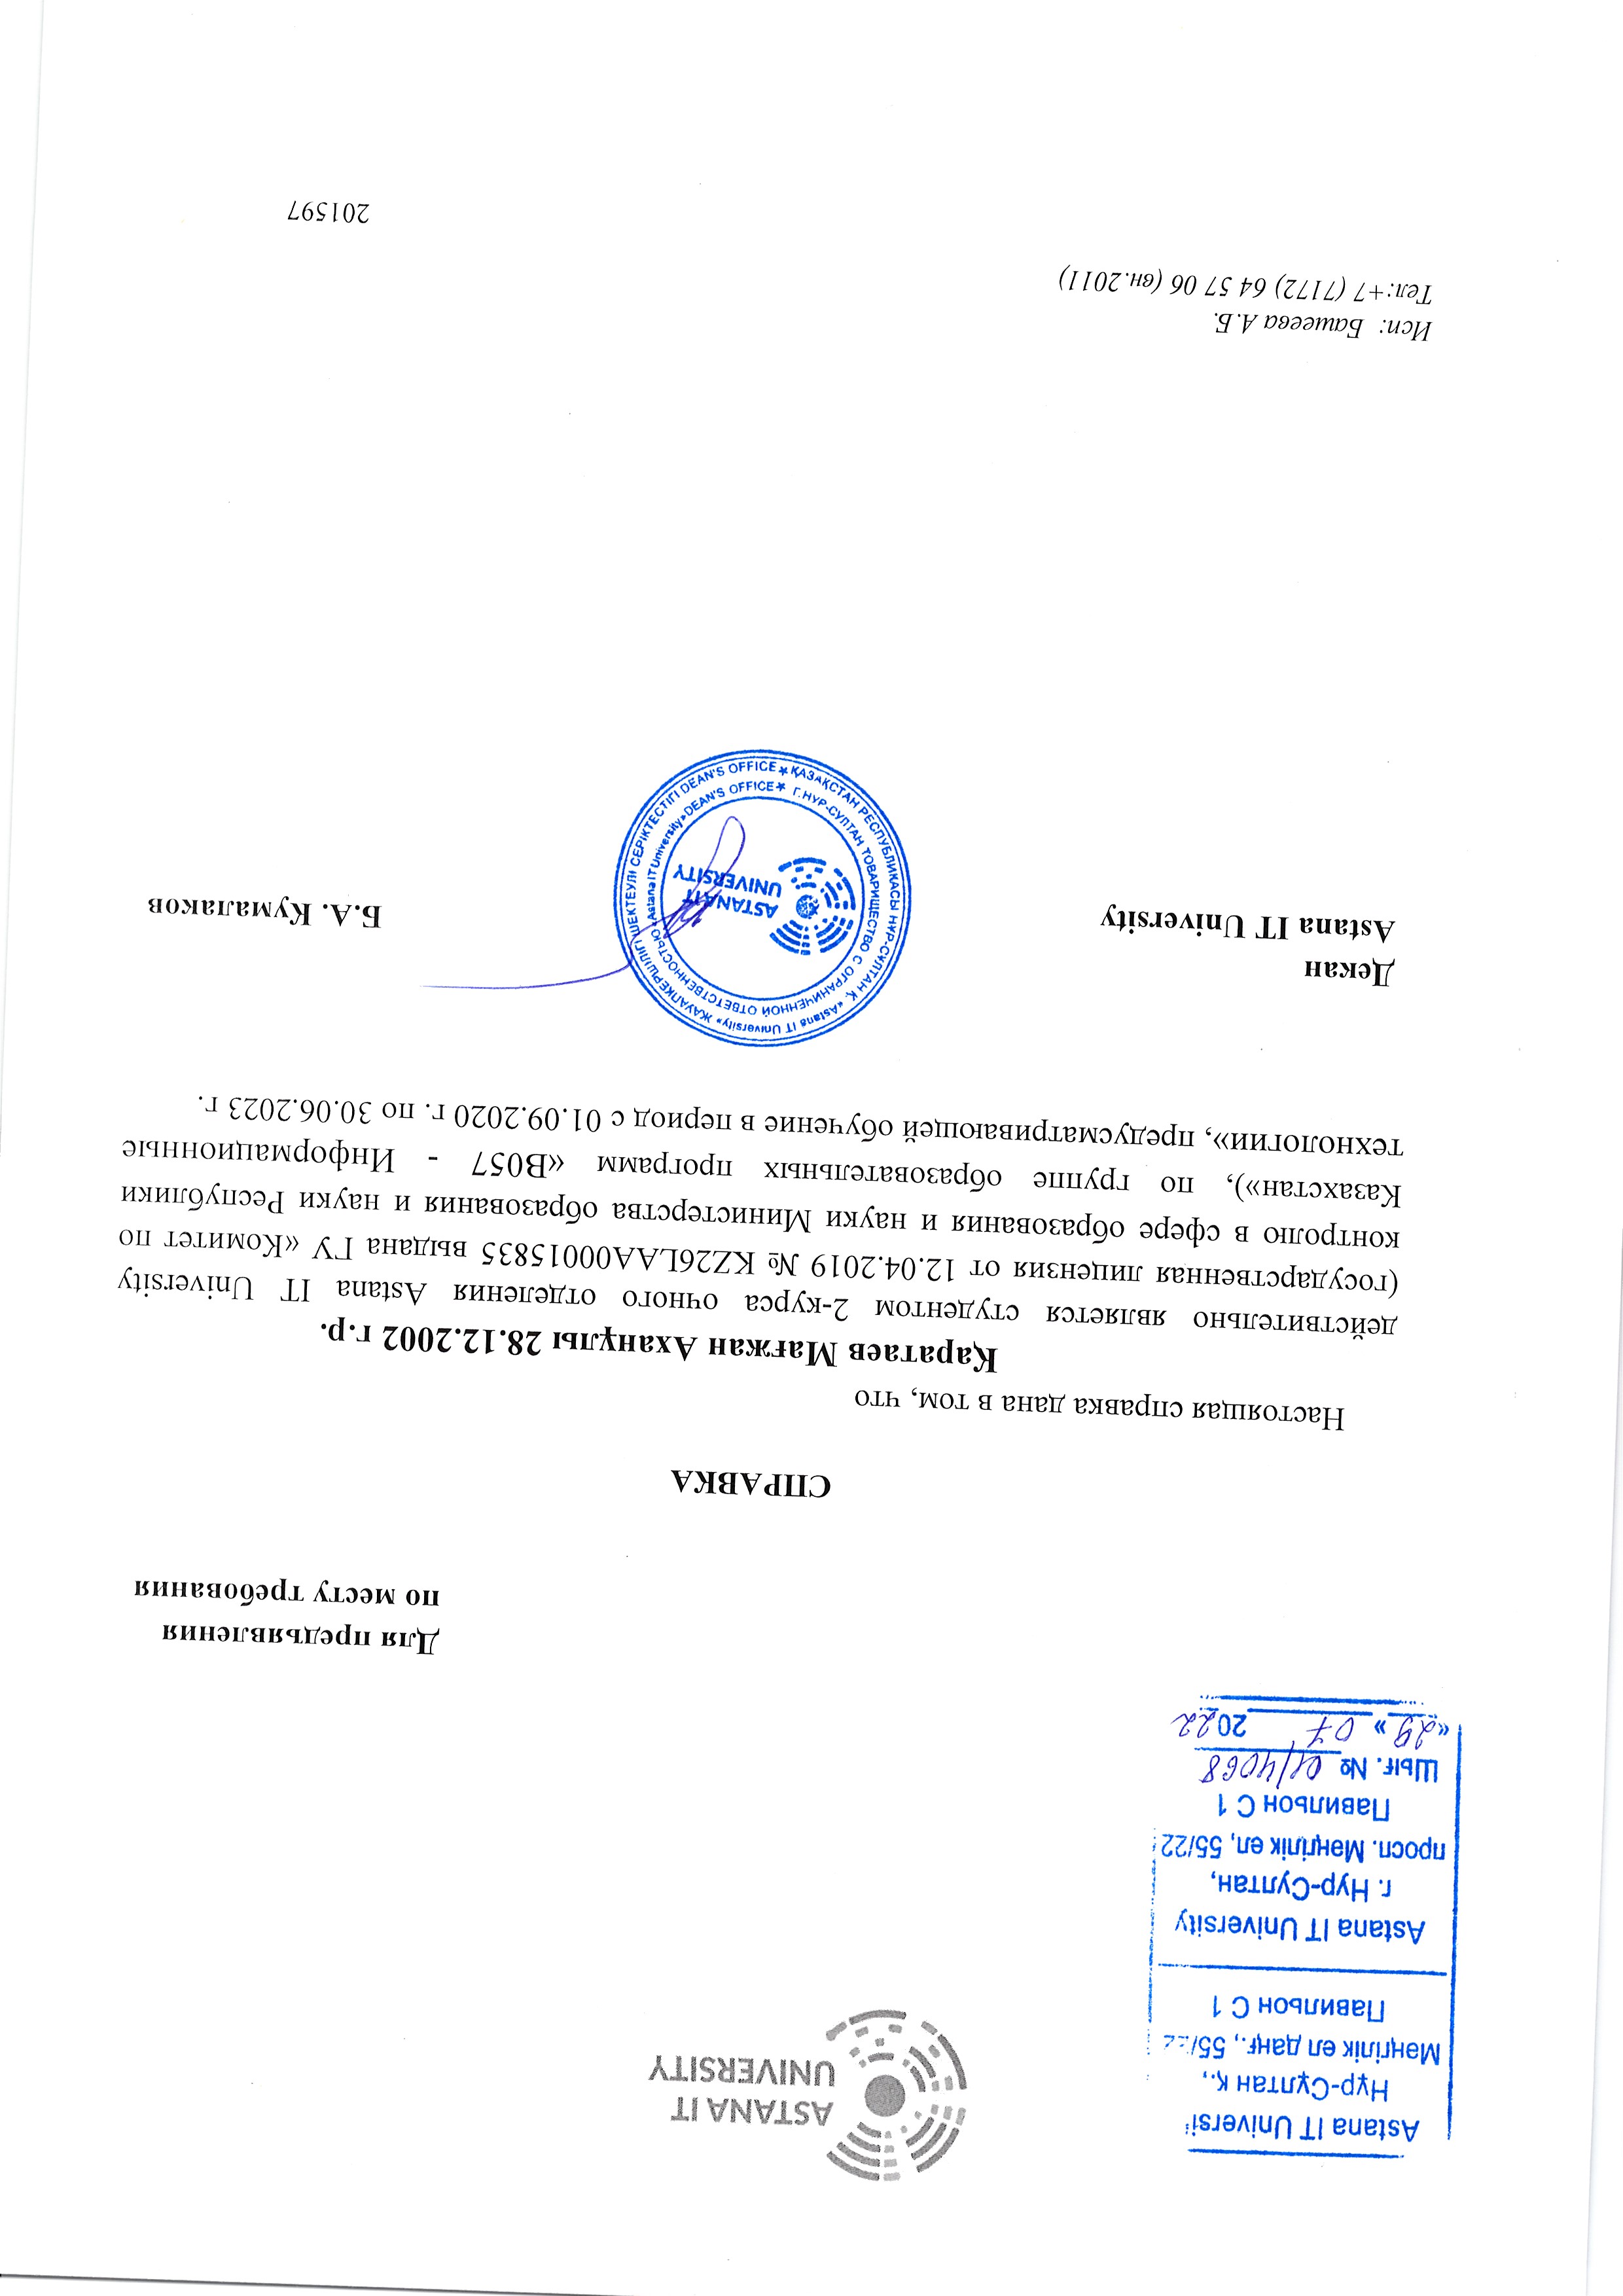 Astana IT Universi
Нұр-Сұлтан қ.,
Мәңгілік ел даңғ., 55/22
Павильон С 1
Astana IT University
г. Нур-Султан,
просп. Мәңгілік ел, 55/22
Павильон С 1
Шығ. № 01/4068
«29» 07 2022
ASTANA IT
UNIVERSITY
Для предъявления
по месту требования
СПРАВКА
Настоящая справка дана в том, что
Қаратаев Мағжан Аханұлы 28.12.2002 г.р.
действительно является студентом 2-курса очного отделения Astana IT University
(государственная лицензия от 12.04.2019 № KZ26LAA00015835 выдана ГУ «Комитет по
контролю в сфере образования и науки Министерства образования и науки Республики
Казахстан»), по группе образовательных программ «В057 - Информационные
технологии», предусматривающей обучение в период с 01.09.2020 г. по 30.06.2023 г.
Декан
Astana IT University
Б.А. Кумалаков
ҚАЗАҚСТАН РЕСПУБЛИКАСЫ НҰР-СҰЛТАН Қ. «Astana IT University» ЖАУАПКЕРШІЛІГІ ШЕКТЕУЛІ СЕРІКТЕСТІГІ DEAN'S OFFICE
Г.НУР-СУЛТАН ТОВАРИЩЕСТВО С ОГРАНИЧЕННОЙ ОТВЕТСТВЕННОСТЬЮ «Astana IT University» DEAN'S OFFICE
ASTANA IT
UNIVERSITY
Исп: Башеева А.Б.
Тел:+7 (7172) 64 57 06 (вн.2011)
201597